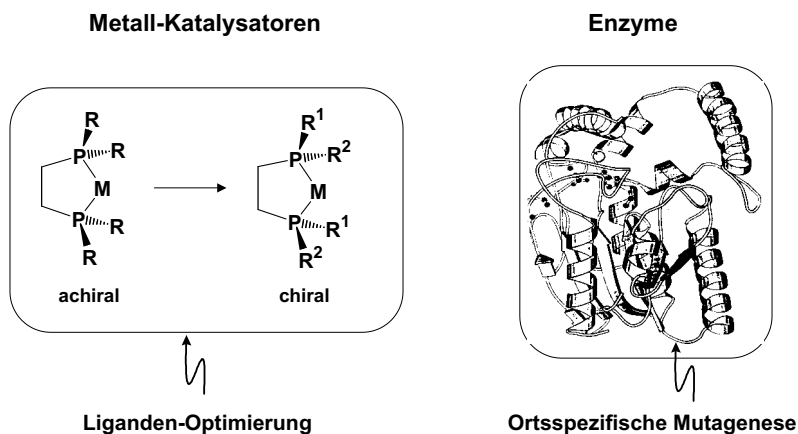 Metall-Katalysatoren
Enzyme
R
R
P
M
P
R
R
achiral
R1
R2
P
M
P
R1
R2
chiral
Liganden-Optimierung
Ortsspezifische Mutagenese